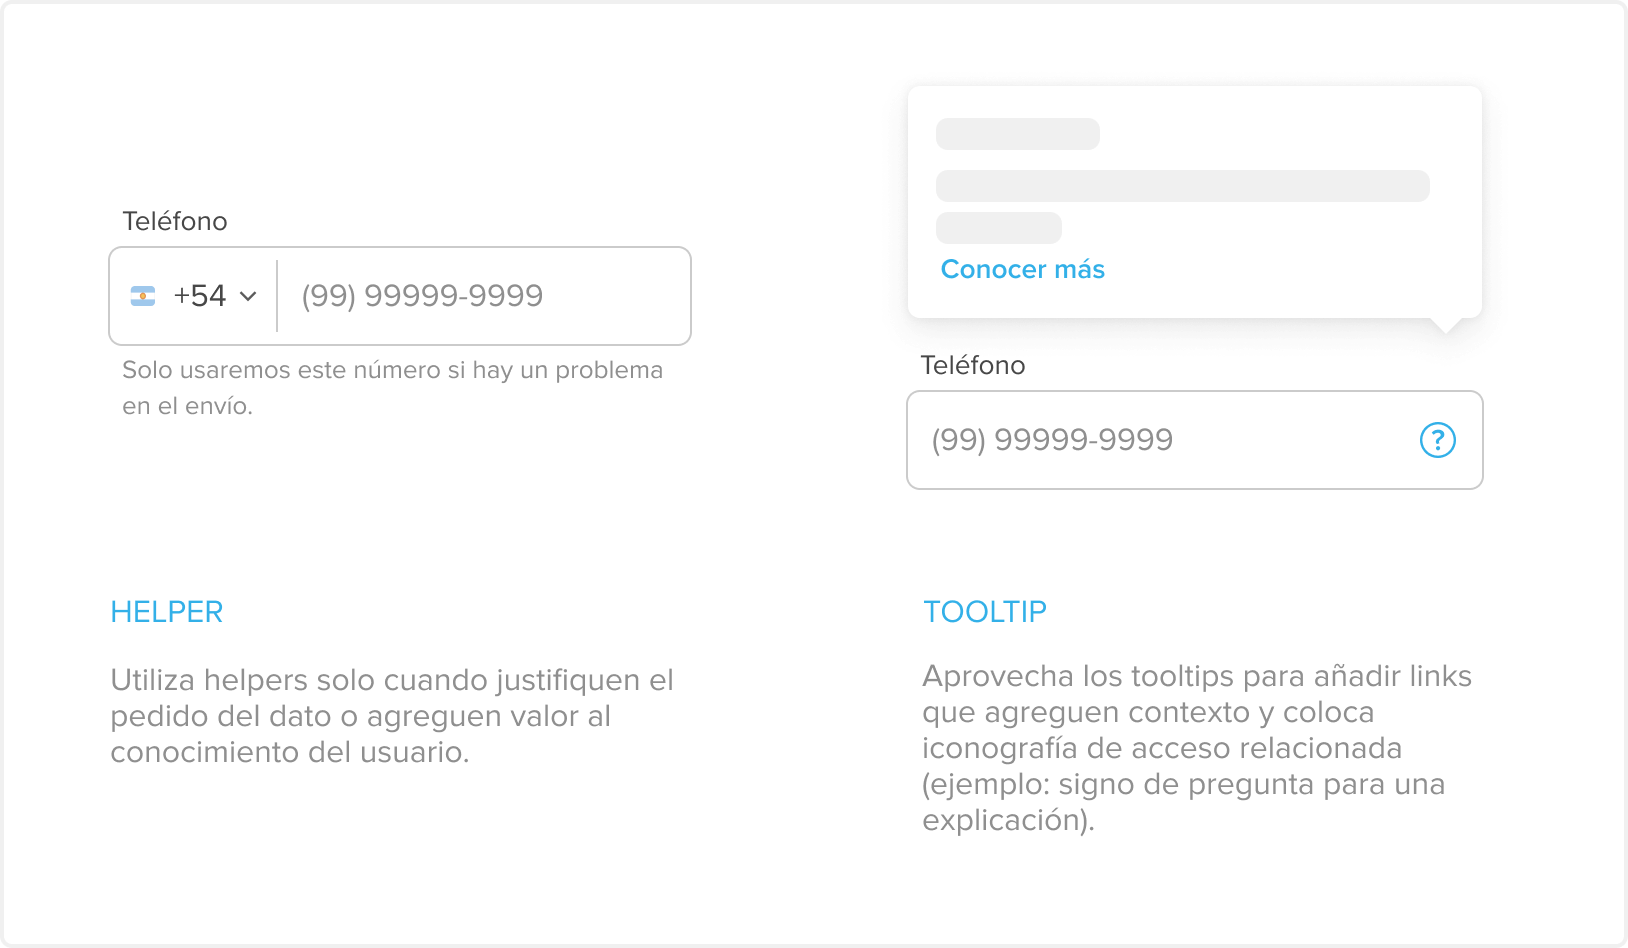 Teléfono
+54
(99) 99999-9999
Solo usaremos este número si hay un problema
en el envío.
HELPER
Utiliza helpers solo cuando justifiquen el
pedido del dato o agreguen valor al
conocimiento del usuario.
Conocer más
Teléfono
(99) 99999-9999
?
TOOLTIP
Aprovecha los tooltips para añadir links
que agreguen contexto y coloca
iconografía de acceso relacionada
(ejemplo: signo de pregunta para una
explicación).